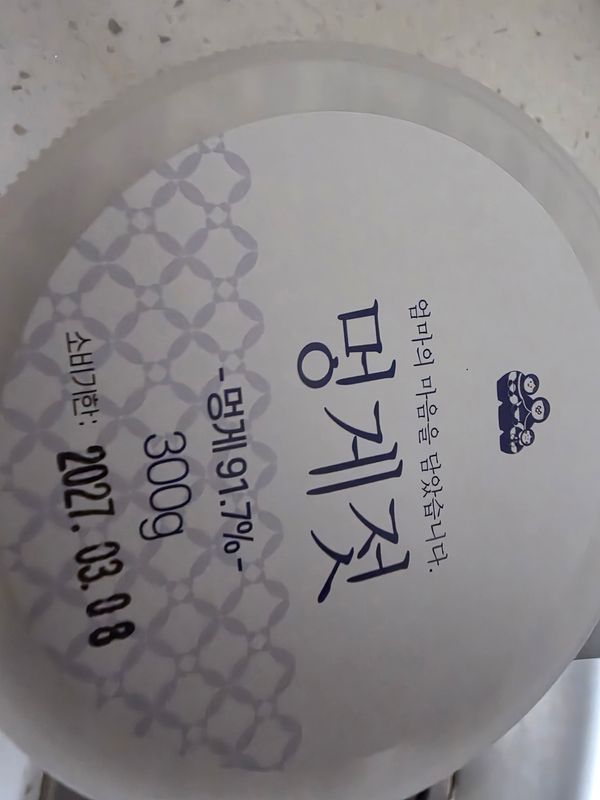 엄마의 마음을 담았습니다.
멍게젓
- 멍게 91.7% -
300g
소비기한: 2027. 03. 08